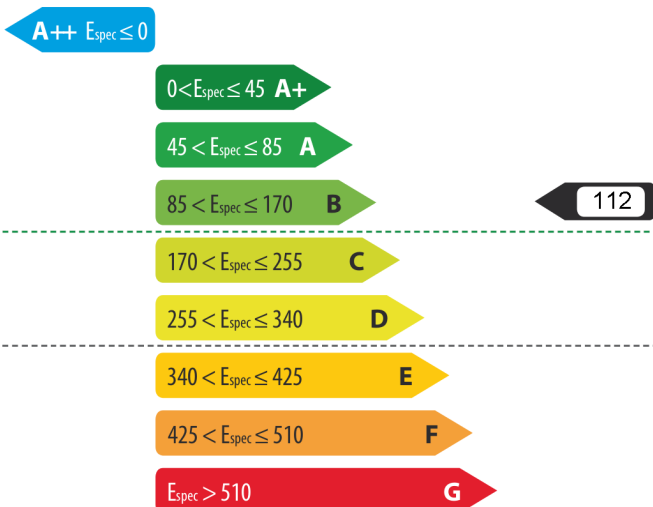 A++ Espec ≤ 0
0 < Espec ≤ 45 A+
45 < Espec ≤ 85 A
85 < Espec ≤ 170 B
112
170 < Espec ≤ 255 C
255 < Espec ≤ 340 D
340 < Espec ≤ 425 E
425 < Espec ≤ 510 F
Espec > 510 G